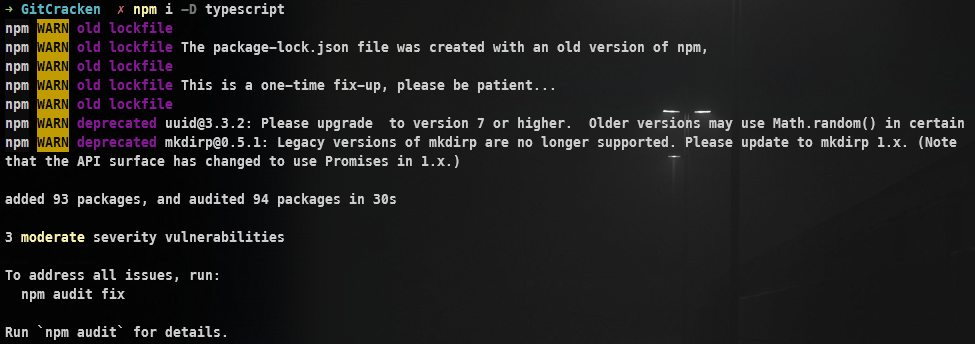 → GitCracken ✗ npm i -D typescript
npm WARN old lockfile
npm WARN old lockfile The package-lock.json file was created with an old version of npm,
npm WARN old lockfile
npm WARN old lockfile This is a one-time fix-up, please be patient...
npm WARN old lockfile
npm WARN deprecated uuid@3.3.2: Please upgrade  to version 7 or higher.  Older versions may use Math.random() in certain
npm WARN deprecated mkdirp@0.5.1: Legacy versions of mkdirp are no longer supported. Please update to mkdirp 1.x. (Note
that the API surface has changed to use Promises in 1.x.)
added 93 packages, and audited 94 packages in 30s
3 moderate severity vulnerabilities
To address all issues, run:
  npm audit fix
Run `npm audit` for details.